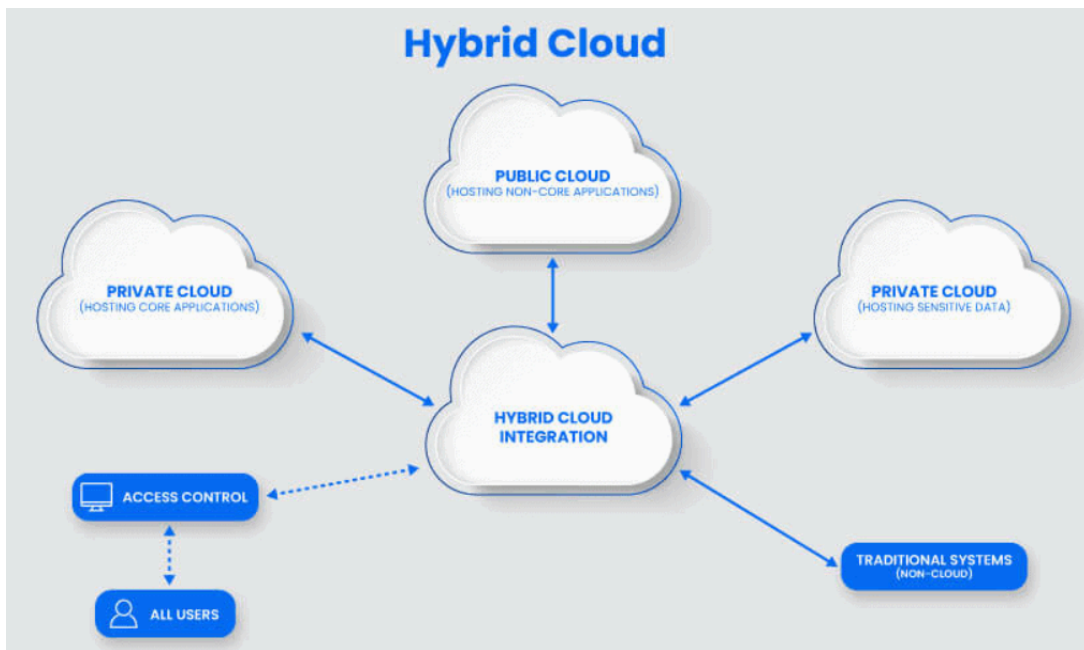 Hybrid Cloud
PUBLIC CLOUD
(HOSTING NON-CORE APPLICATIONS)
PRIVATE CLOUD
(HOSTING CORE APPLICATIONS)
PRIVATE CLOUD
(HOSTING SENSITIVE DATA)
HYBRID CLOUD
INTEGRATION
ACCESS CONTROL
TRADITIONAL SYSTEMS
(NON-CLOUD)
ALL USERS